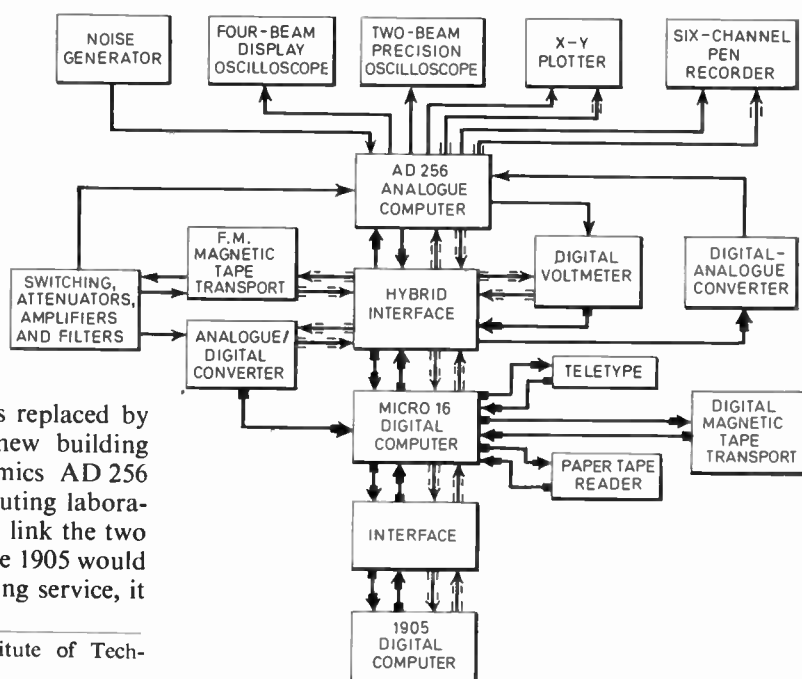 NOISE
GENERATOR
FOUR-BEAM
DISPLAY
OSCILLOSCOPE
TWO-BEAM
PRECISION
OSCILLOSCOPE
X-Y
PLOTTER
SIX-CHANNEL
PEN
RECORDER
AD 256
ANALOGUE
COMPUTER
F.M.
MAGNETIC
TAPE
TRANSPORT
SWITCHING,
ATTENUATORS,
AMPLIFIERS
AND FILTERS
HYBRID
INTERFACE
DIGITAL
VOLTMETER
DIGITAL-
ANALOGUE
CONVERTER
ANALOGUE/
DIGITAL
CONVERTER
MICRO 16
DIGITAL
COMPUTER
TELETYPE
DIGITAL
MAGNETIC
TAPE
TRANSPORT
PAPER TAPE
READER
INTERFACE
1905
DIGITAL
COMPUTER
s replaced by
new building
mics AD 256
uting labora-
link the two
e 1905 would
ng service, it
itute of Tech-